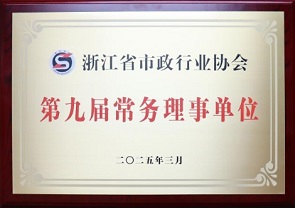 浙江省市政行业协会
第九届常务理事单位
二〇二五年三月